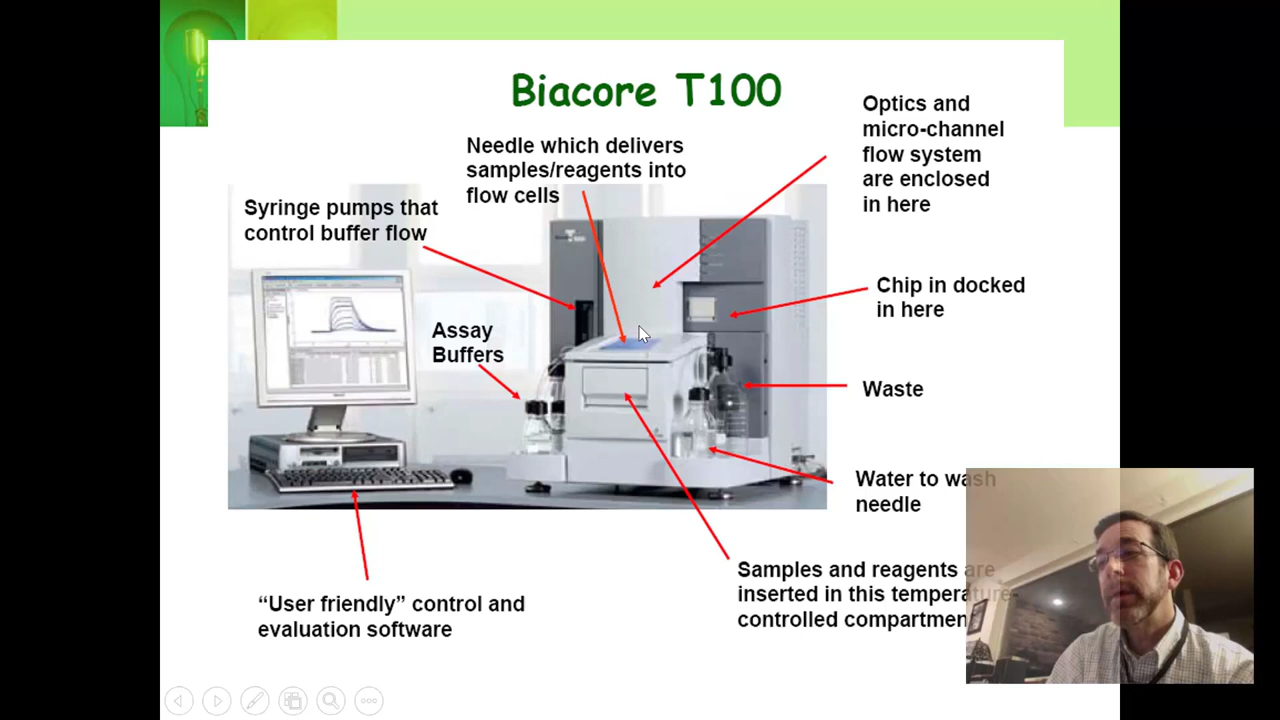 Biacore T100
Optics and
micro-channel
flow system
are enclosed
in here
Needle which delivers
samples/reagents into
flow cells
Syringe pumps that
control buffer flow
Chip in docked
in here
Assay
Buffers
Waste
Water to wash
needle
Samples and reagents are
inserted in this temperature
controlled compartment
“User friendly” control and
evaluation software